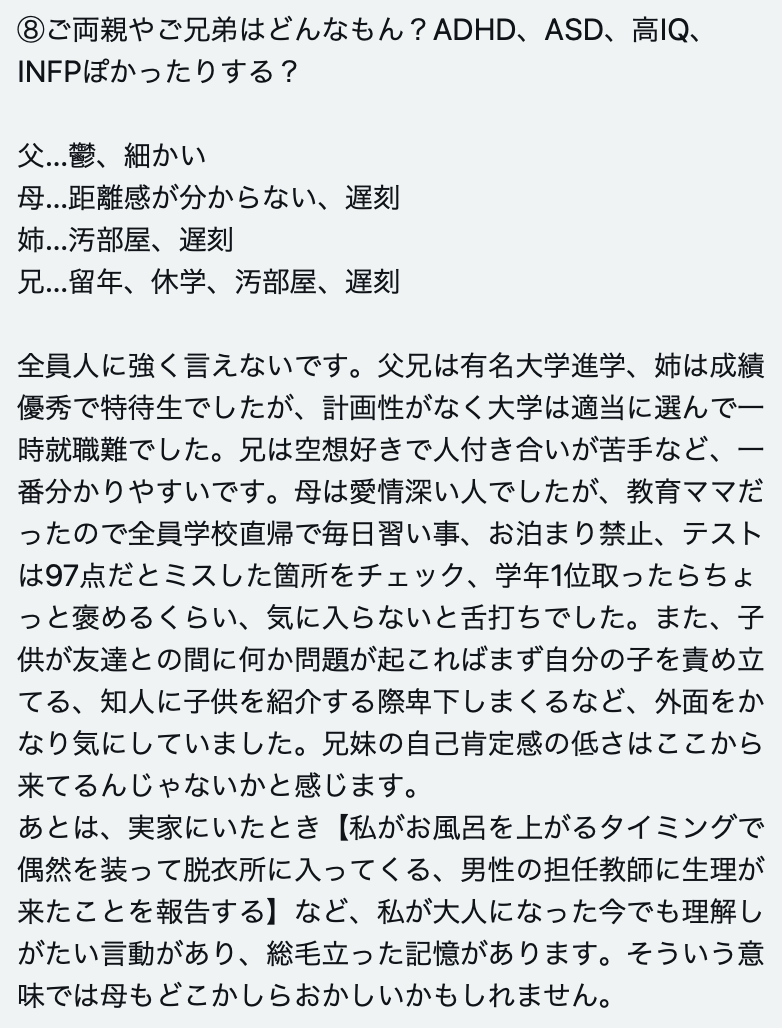 ⑧ご両親やご兄弟はどんなもん？ADHD、ASD、高IQ、
INFPぽかったりする？
父…鬱、細かい
母…距離感が分からない、遅刻
姉…汚部屋、遅刻
兄…留年、休学、汚部屋、遅刻
全員人に強く言えないです。父兄は有名大学進学、姉は成績
優秀で特待生でしたが、計画性がなく大学は適当に選んで一
時就職難でした。兄は空想好きで人付き合いが苦手など、一
番分かりやすいです。母は愛情深い人でしたが、教育ママだ
ったので全員学校直帰で毎日習い事、お泊まり禁止、テスト
は97点だとミスした箇所をチェック、学年1位取ったらちょ
っと褒めるくらい、気に入らないと舌打ちでした。また、子
供が友達との間に何か問題が起こればまず自分の子を責め立
てる、知人に子供を紹介する際卑下しまくるなど、外面をか
なり気にしていました。兄妹の自己肯定感の低さはここから
来てるんじゃないかと感じます。
あとは、実家にいたとき【私がお風呂を上がるタイミングで
偶然を装って脱衣所に入ってくる、男性の担任教師に生理が
来たことを報告する】など、私が大人になった今でも理解し
がたい言動があり、総毛立った記憶があります。そういう意
味では母もどこかしらおかしいかもしれません。